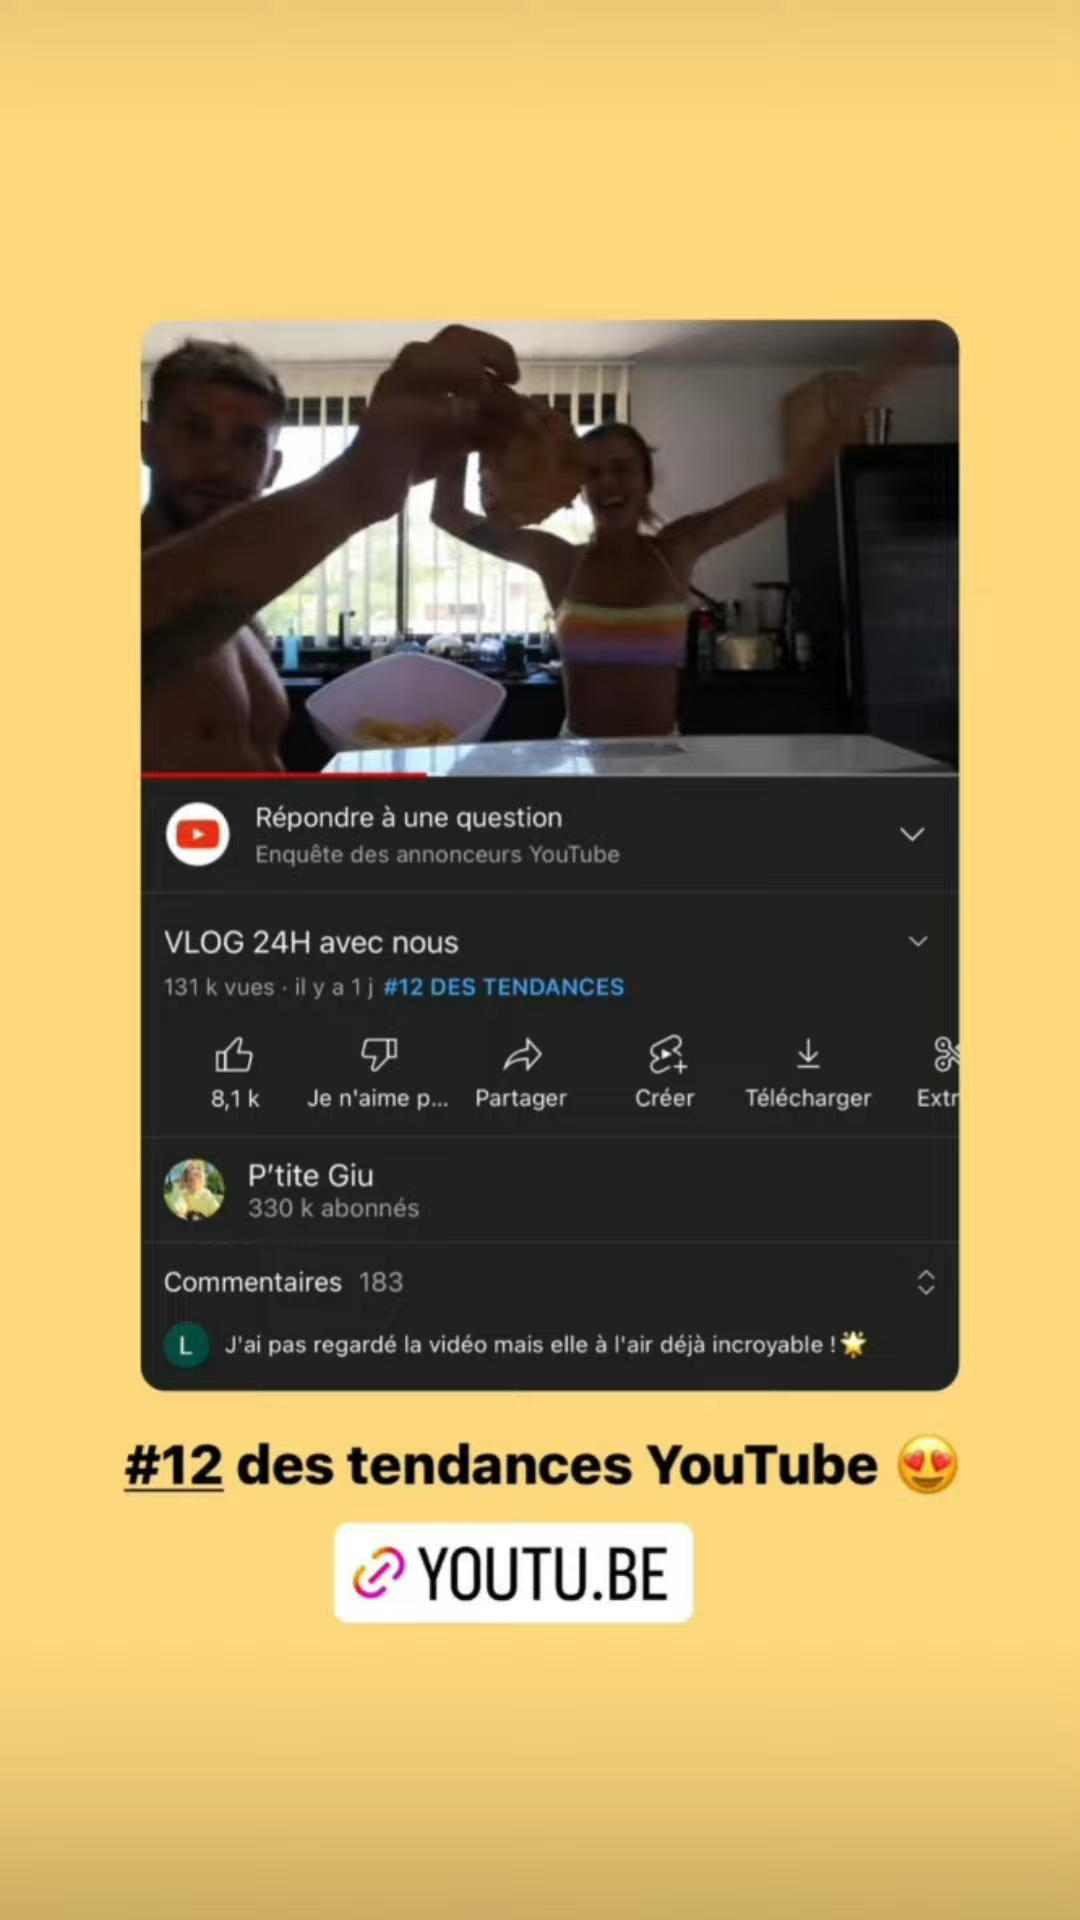 Répondre à une question
Enquête des annonceurs YouTube
VLOG 24H avec nous
131 k vues · il y a 1 j #12 DES TENDANCES
8,1 k Je n'aime p... Partager Créer Télécharger Extr
P'tite Giu
330 k abonnés
Commentaires 183
L J'ai pas regardé la vidéo mais elle à l'air déjà incroyable !🌟
#12 des tendances YouTube 😍
YOUTU.BE